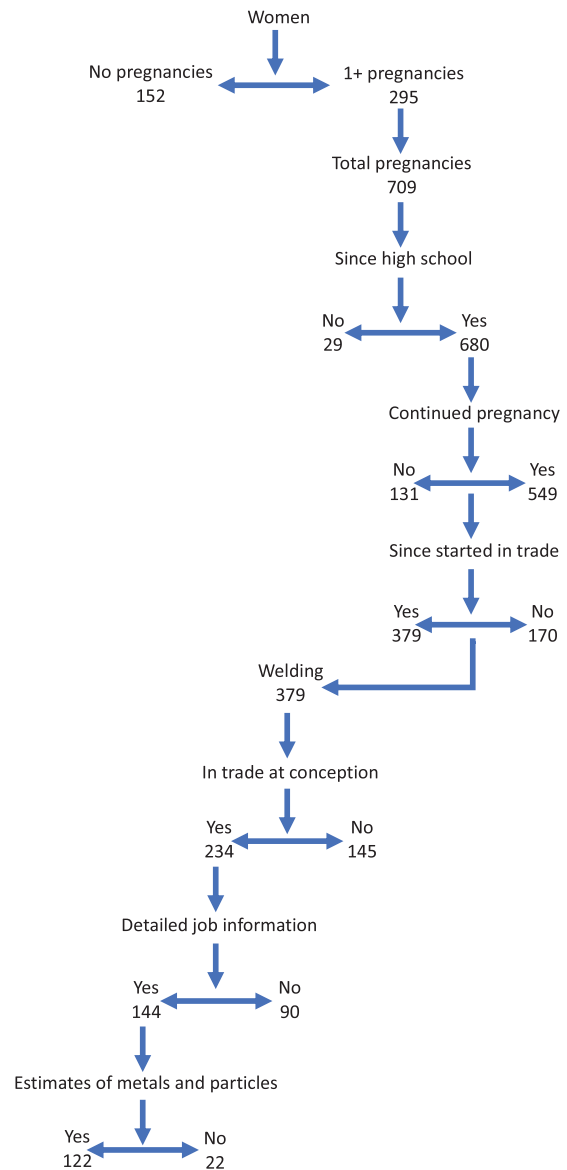 Women
No pregnancies
152
1+ pregnancies
295
Total pregnancies
709
Since high school
No
29
Yes
680
Continued pregnancy
No
131
Yes
549
Since started in trade
Yes
379
No
170
Welding
379
In trade at conception
Yes
234
No
145
Detailed job information
Yes
144
No
90
Estimates of metals and particles
Yes
122
No
22